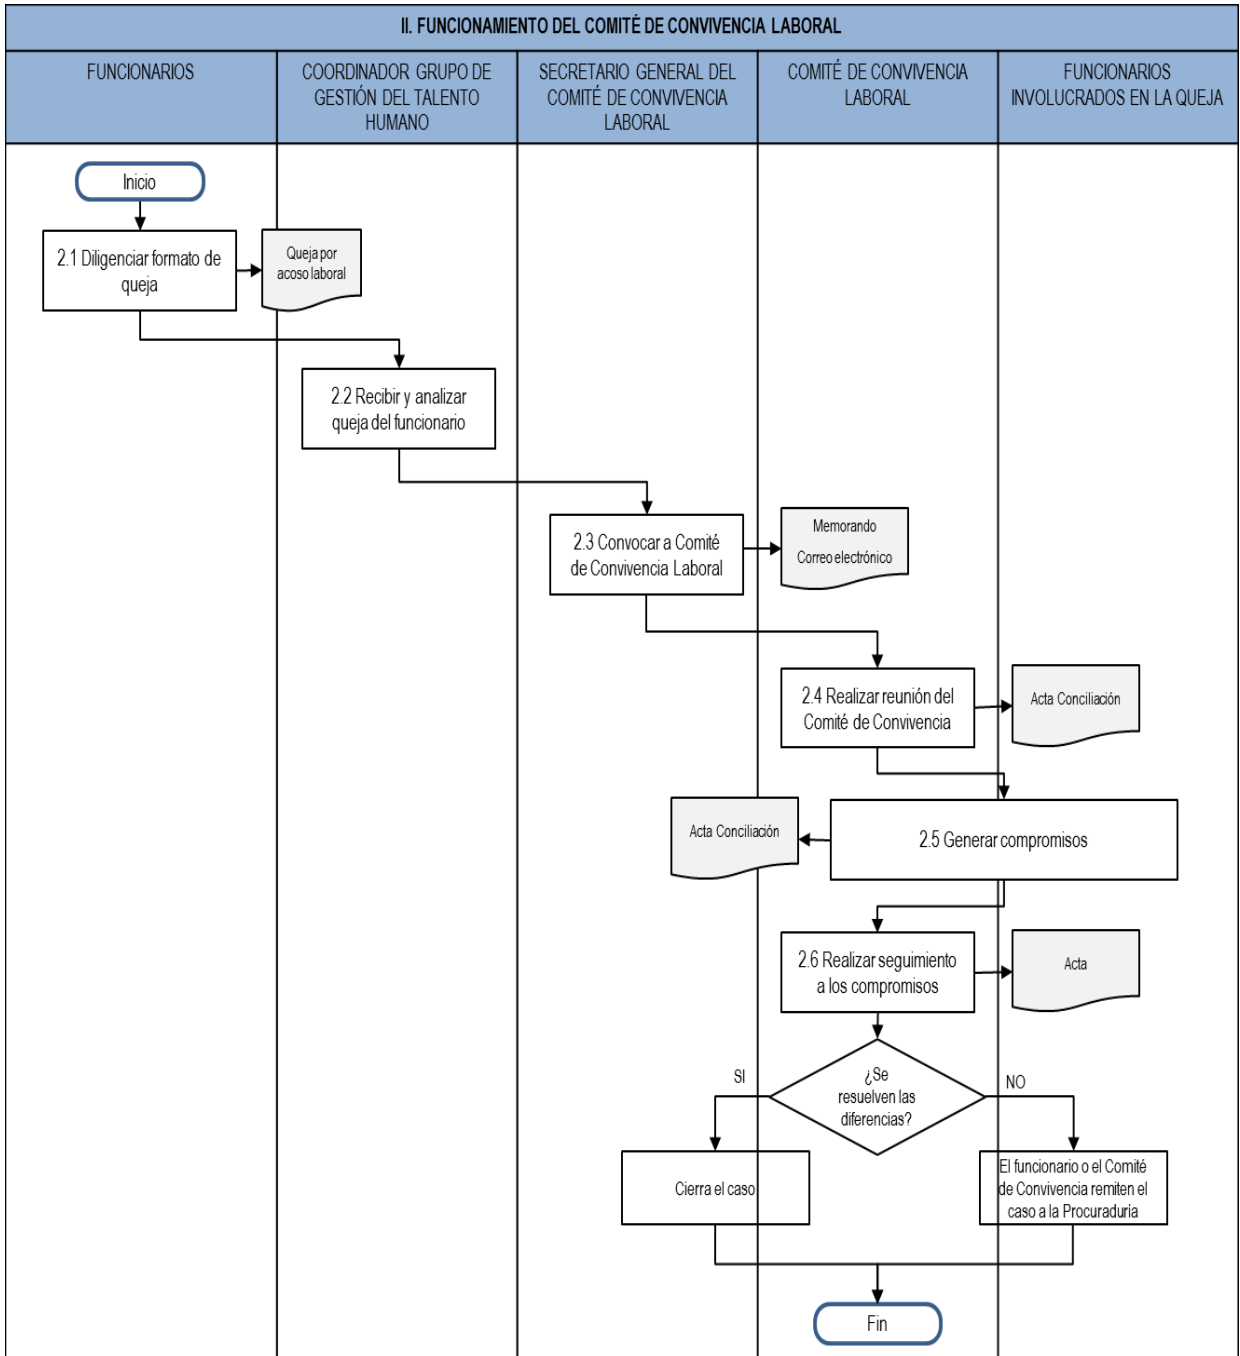 II. FUNCIONAMIENTO DEL COMITÉ DE CONVIVENCIA LABORAL
FUNCIONARIOS
COORDINADOR GRUPO DE
GESTIÓN DEL TALENTO
HUMANO
SECRETARIO GENERAL DEL
COMITÉ DE CONVIVENCIA
LABORAL
COMITÉ DE CONVIVENCIA
LABORAL
FUNCIONARIOS
INVOLUCRADOS EN LA QUEJA
Inicio
2.1 Diligenciar formato de
queja
Queja por
acoso laboral
2.2 Recibir y analizar
queja del funcionario
2.3 Convocar a Comité
de Convivencia Laboral
Memorando
Correo electrónico
2.4 Realizar reunión del
Comité de Convivencia
Acta Conciliación
Acta Conciliación
2.5 Generar compromisos
2.6 Realizar seguimiento
a los compromisos
Acta
¿Se
resuelven las
diferencias?
SI
NO
Cierra el caso
El funcionario o el Comité
de Convivencia remiten el
caso a la Procuraduria
Fin